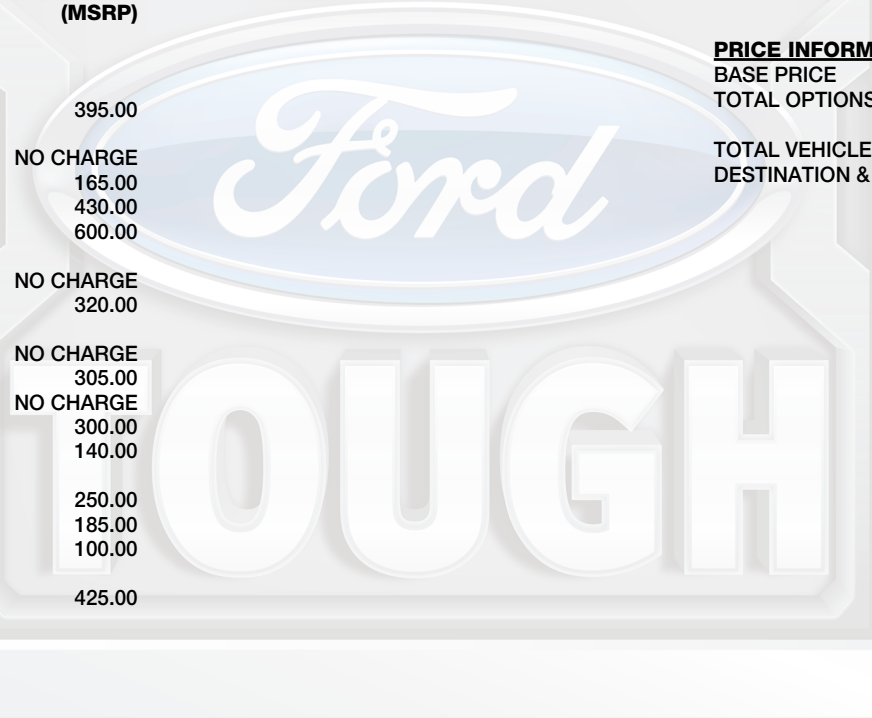 (MSRP)
395.00
NO CHARGE
165.00
430.00
600.00
NO CHARGE
320.00
NO CHARGE
305.00
NO CHARGE
300.00
140.00
250.00
185.00
100.00
425.00
PRICE INFORM
BASE PRICE
TOTAL OPTIONS
TOTAL VEHICLE
DESTINATION &
Ford
TOUGH